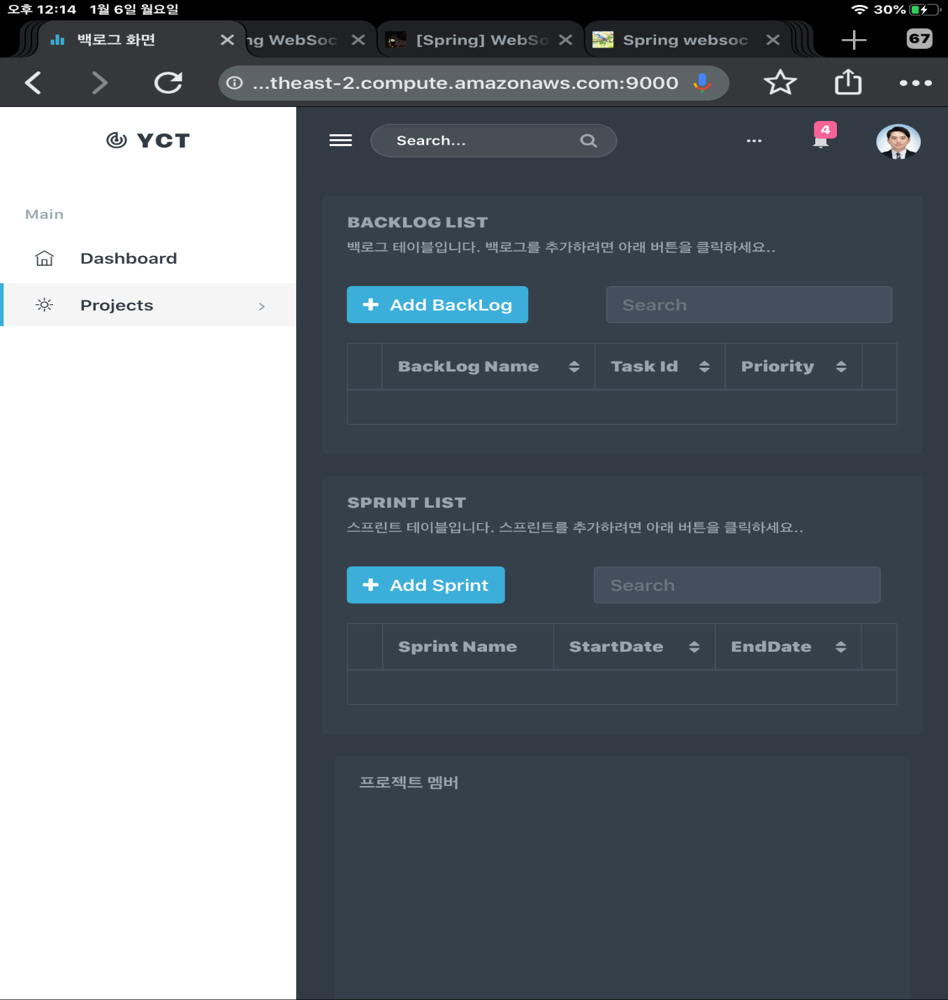 오후 12:14 1월 6일 월요일 30%
백로그 화면 ng WebSoc [Spring] WebSo Spring websoc 67
...theast-2.compute.amazonaws.com:9000
YCT Search... 4
Main
Dashboard
Projects
BACKLOG LIST
백로그 테이블입니다. 백로그를 추가하려면 아래 버튼을 클릭하세요..
Add BackLog Search
BackLog Name Task Id Priority
SPRINT LIST
스프린트 테이블입니다. 스프린트를 추가하려면 아래 버튼을 클릭하세요..
Add Sprint Search
Sprint Name StartDate EndDate
프로젝트 멤버